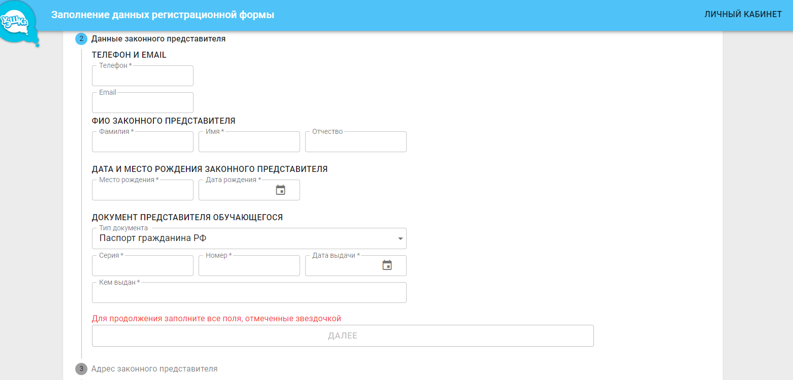 Заполнение данных регистрационной формы
ЛИЧНЫЙ КАБИНЕТ
2 Данные законного представителя
ТЕЛЕФОН И EMAIL
Телефон *
Email
ФИО ЗАКОННОГО ПРЕДСТАВИТЕЛЯ
Фамилия * Имя * Отчество
ДАТА И МЕСТО РОЖДЕНИЯ ЗАКОННОГО ПРЕДСТАВИТЕЛЯ
Место рождения * Дата рождения *
ДОКУМЕНТ ПРЕДСТАВИТЕЛЯ ОБУЧАЮЩЕГОСЯ
Тип документа
Паспорт гражданина РФ
Серия * Номер * Дата выдачи *
Кем выдан *
Для продолжения заполните все поля, отмеченные звездочкой
ДАЛЕЕ
3 Адрес законного представителя